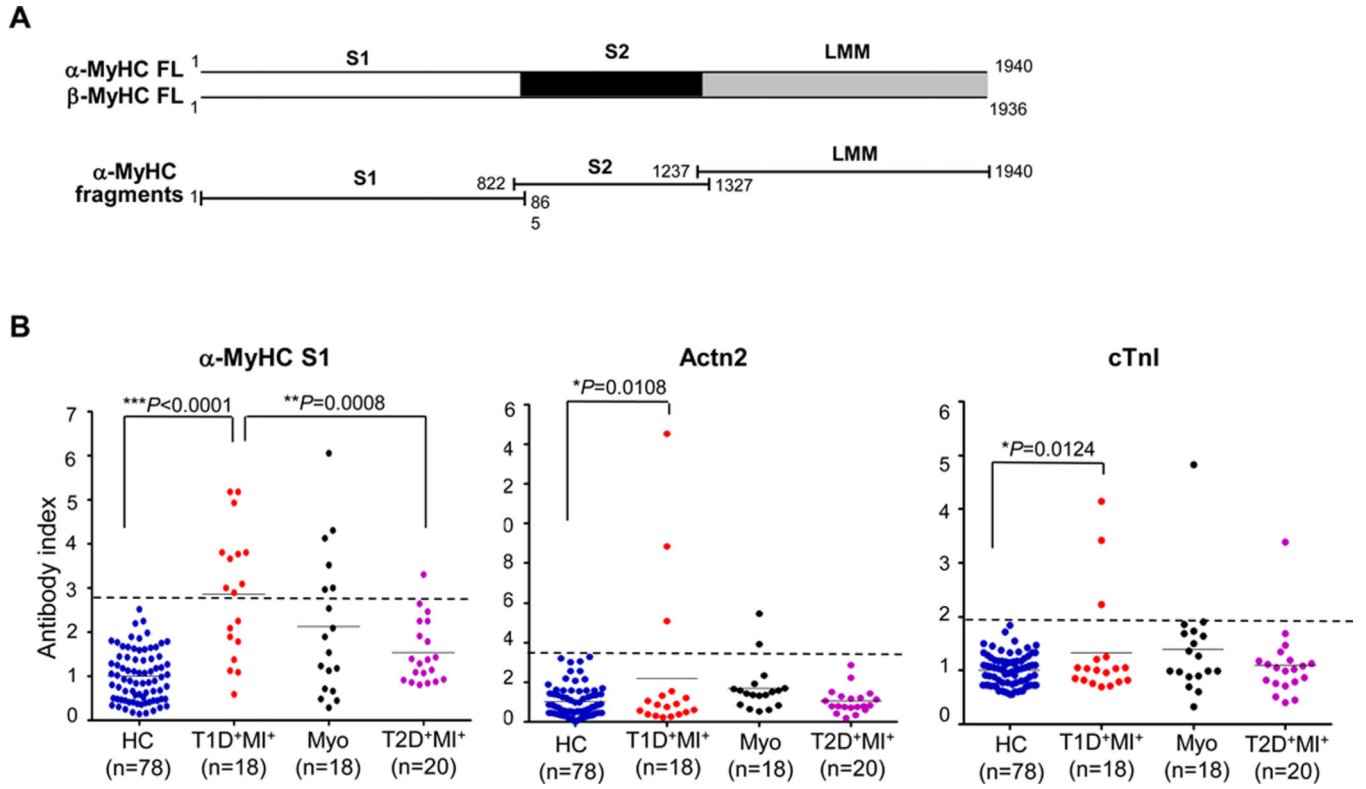 A
S1 S2 LMM
α-MyHC FL 1 1940
β-MyHC FL 1 1936
α-MyHC fragments
1 S1 865
822 S2 1327
1237 LMM 1940
B
α-MyHC S1
***P<0.0001
**P=0.0008
Antibody index
7
6
5
4
3
2
1
0
HC T1D⁺MI⁺ Myo T2D⁺MI⁺
(n=78) (n=18) (n=18) (n=20)
Actn2
*P=0.0108
6
4
2
0
8
6
4
2
0
HC T1D⁺MI⁺ Myo T2D⁺MI⁺
(n=78) (n=18) (n=18) (n=20)
cTnI
*P=0.0124
6
5
4
3
2
1
0
HC T1D⁺MI⁺ Myo T2D⁺MI⁺
(n=78) (n=18) (n=18) (n=20)